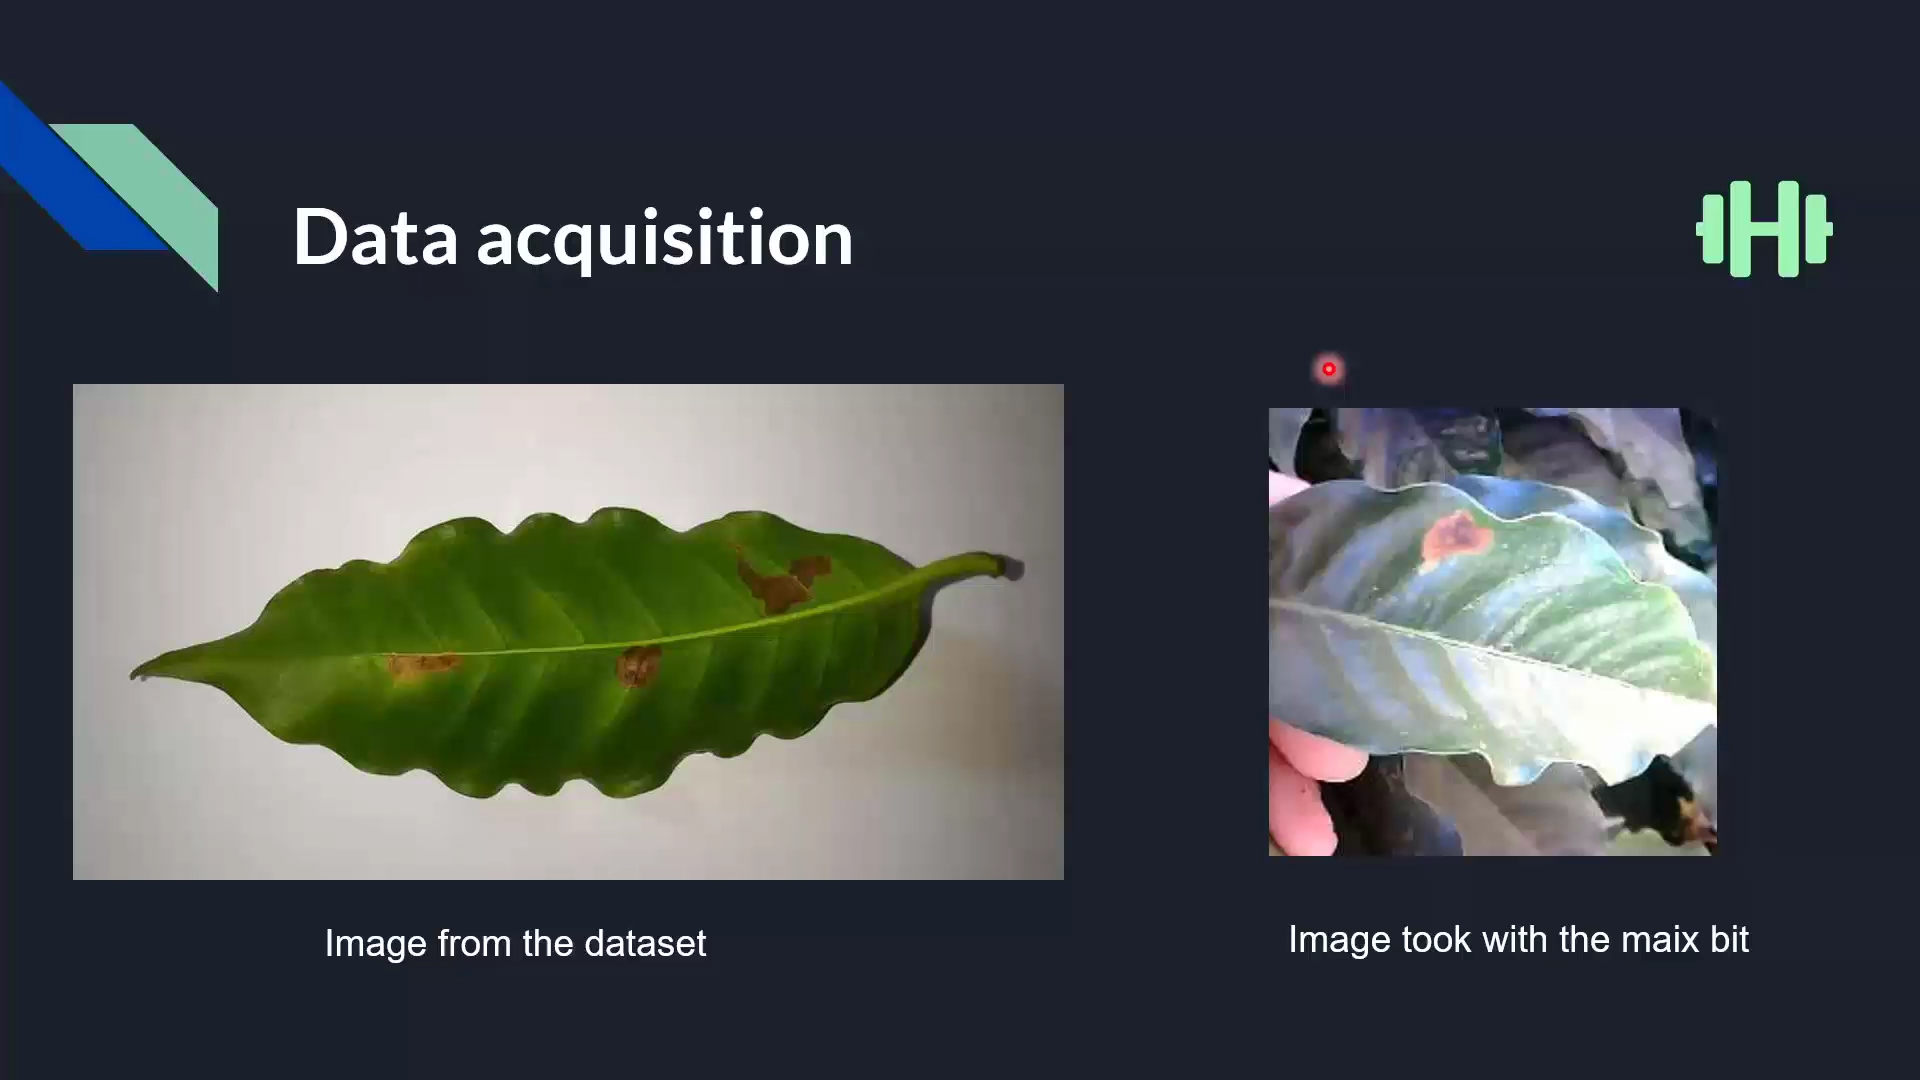 Data acquisition
Image from the dataset
Image took with the maix bit